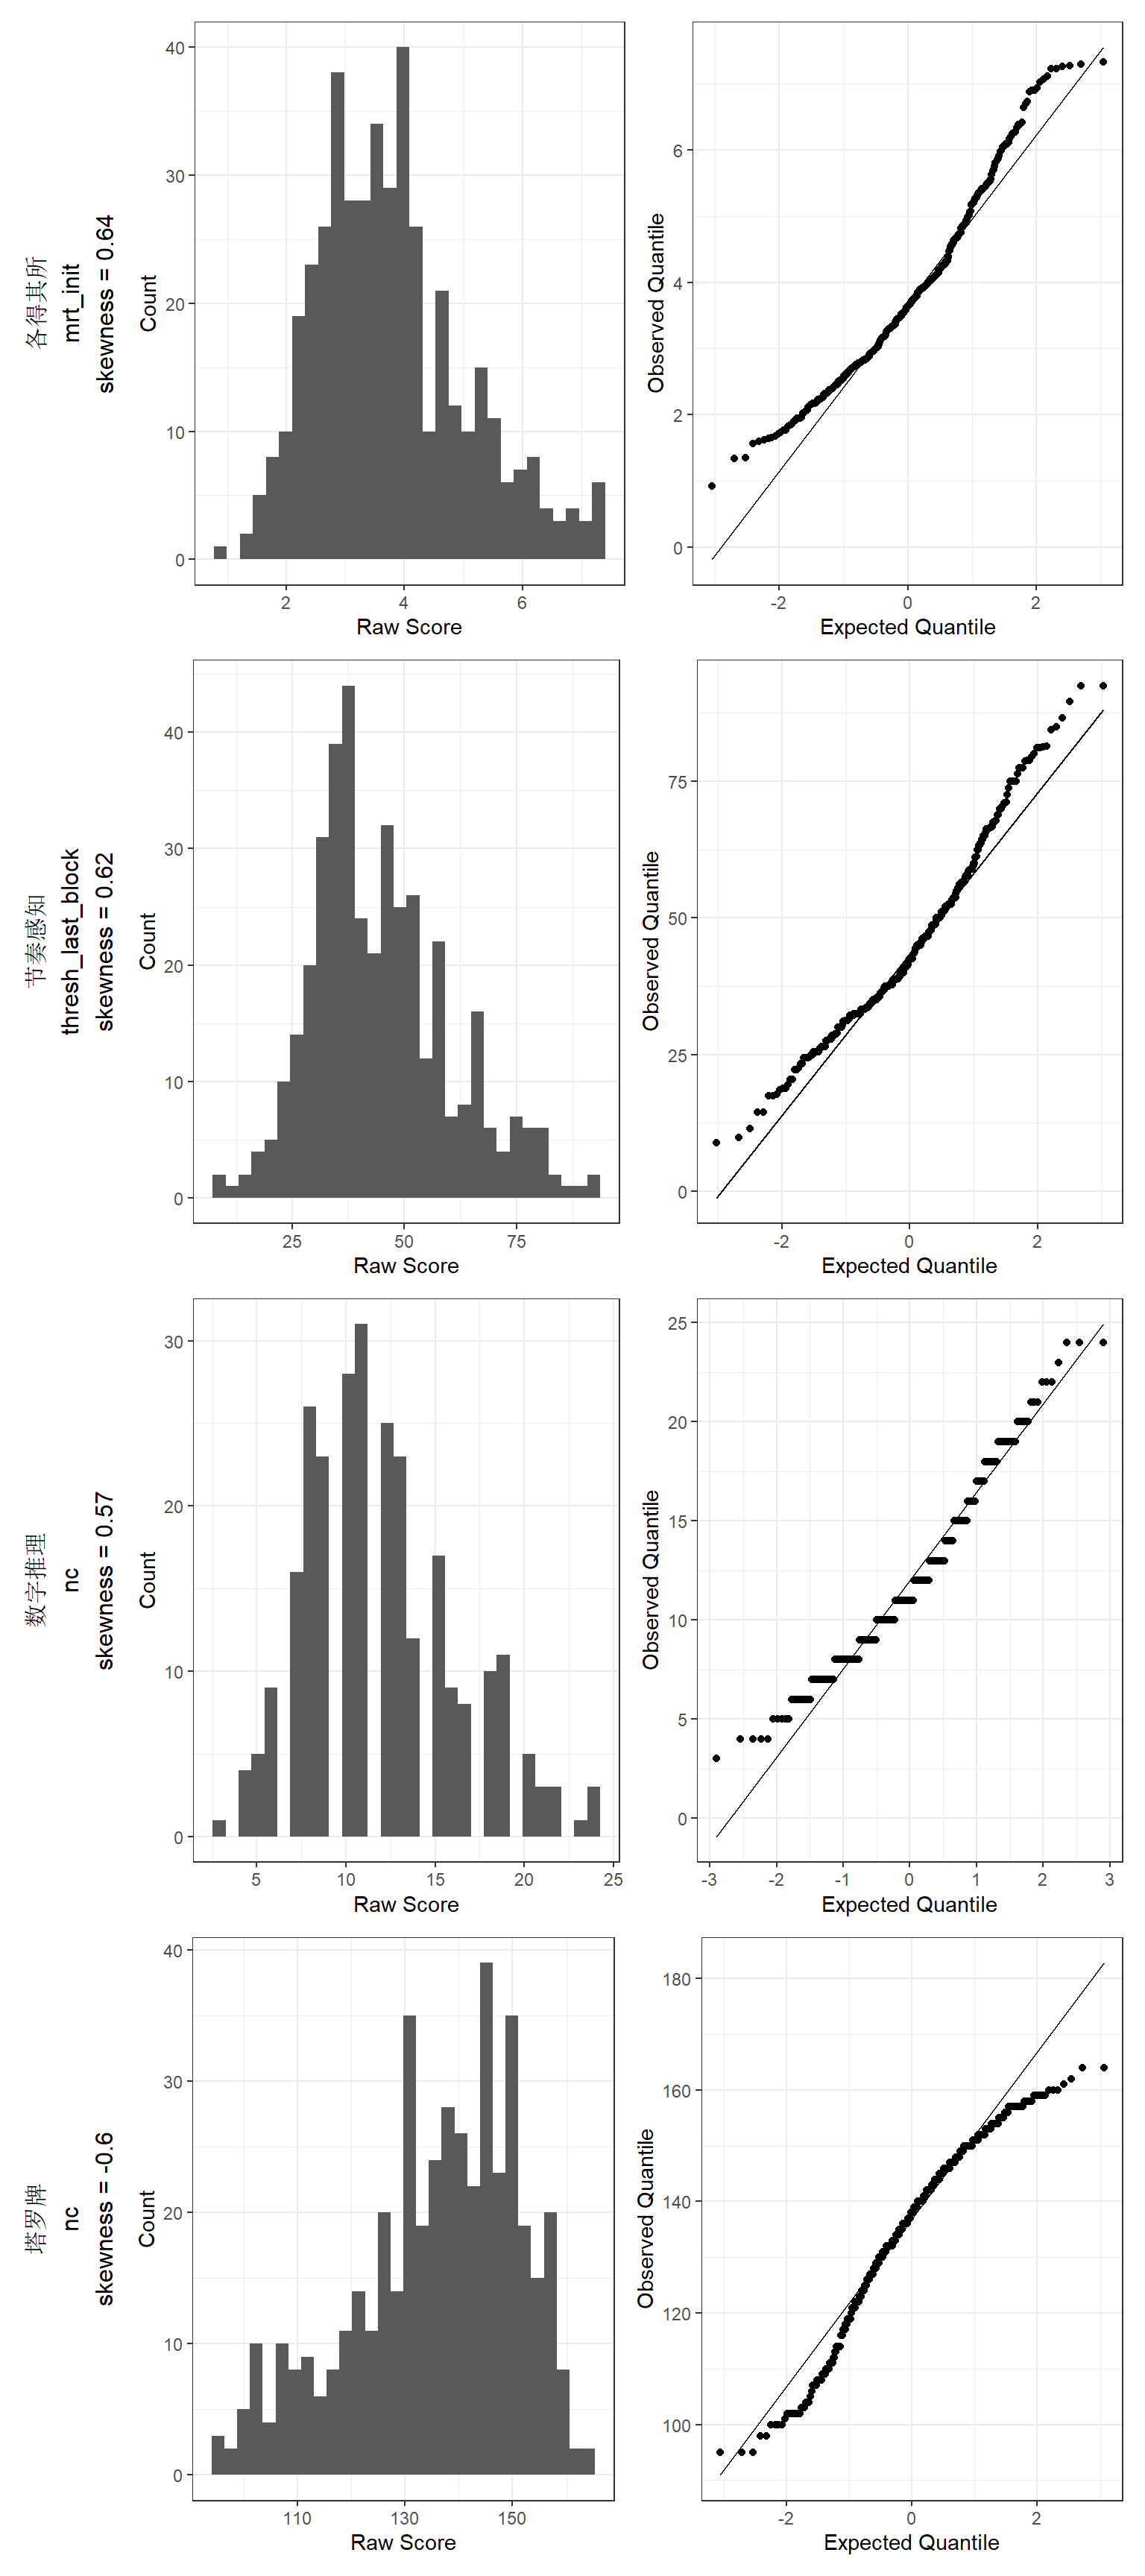 各得其所
mrt_init
skewness = 0.64
Count
40
30
20
10
0
2 4 6
Raw Score
Observed Quantile
6
4
2
0
-2 0 2
Expected Quantile
节奏感知
thresh_last_block
skewness = 0.62
Count
40
30
20
10
0
25 50 75
Raw Score
Observed Quantile
75
50
25
0
-2 0 2
Expected Quantile
数字推理
nc
skewness = 0.57
Count
30
20
10
0
5 10 15 20 25
Raw Score
Observed Quantile
25
20
15
10
5
0
-3 -2 -1 0 1 2 3
Expected Quantile
塔罗牌
nc
skewness = -0.6
Count
40
30
20
10
0
110 130 150
Raw Score
Observed Quantile
180
160
140
120
100
-2 0 2
Expected Quantile